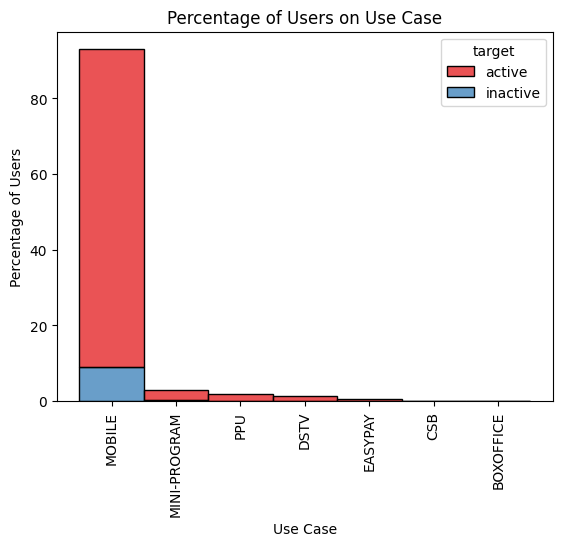 Percentage of Users on Use Case
target
active
inactive
Percentage of Users
80
60
40
20
0
MOBILE
MINI-PROGRAM
PPU
DSTV
EASYPAY
CSB
BOXOFFICE
Use Case